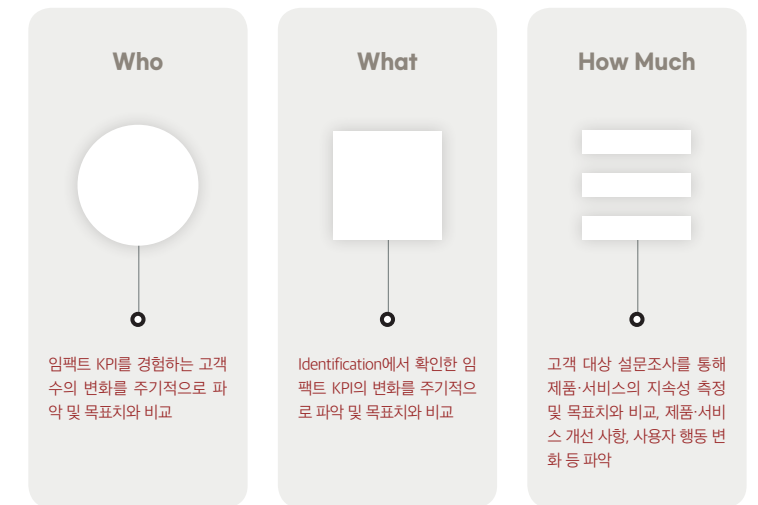 Who
임팩트 KPI를 경험하는 고객
수의 변화를 주기적으로 파
악 및 목표치와 비교
What
Identification에서 확인한 임
팩트 KPI의 변화를 주기적으
로 파악 및 목표치와 비교
How Much
고객 대상 설문조사를 통해
제품·서비스의 지속성 측정
및 목표치와 비교, 제품·서비
스 개선 사항, 사용자 행동 변
화 등 파악